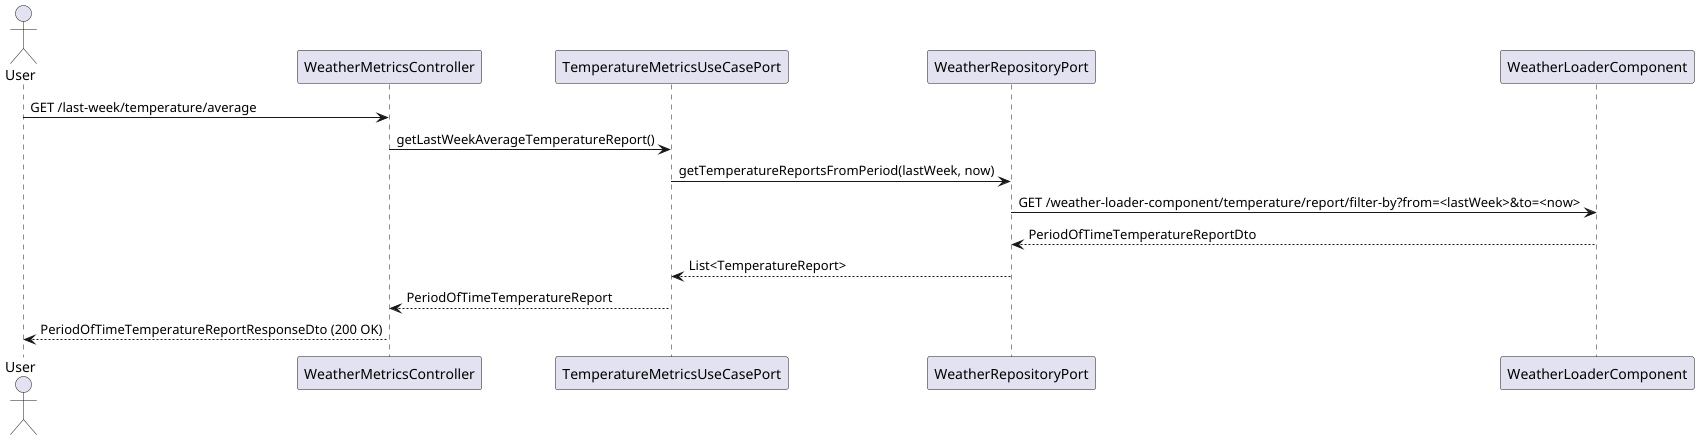 User
WeatherMetricsController
TemperatureMetricsUseCasePort
WeatherRepositoryPort
WeatherLoaderComponent
GET /last-week/temperature/average
getLastWeekAverageTemperatureReport()
getTemperatureReportsFromPeriod(lastWeek, now)
GET /weather-loader-component/temperature/report/filter-by?from=<lastWeek>&to=<now>
PeriodOfTimeTemperatureReportDto
List<TemperatureReport>
PeriodOfTimeTemperatureReport
PeriodOfTimeTemperatureReportResponseDto (200 OK)
User
WeatherMetricsController
TemperatureMetricsUseCasePort
WeatherRepositoryPort
WeatherLoaderComponent